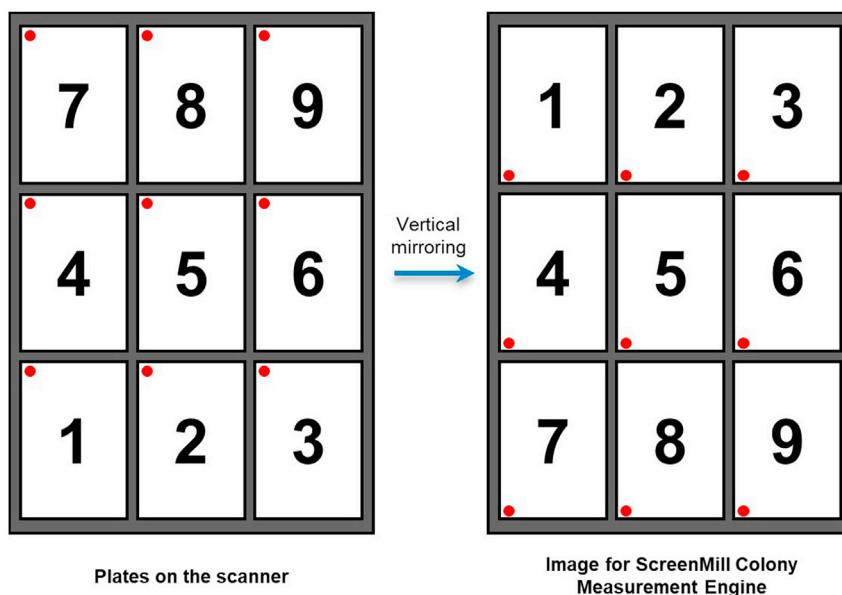 7 8 9
4 5 6
1 2 3
Plates on the scanner
Vertical
mirroring
1 2 3
4 5 6
7 8 9
Image for ScreenMill Colony
Measurement Engine